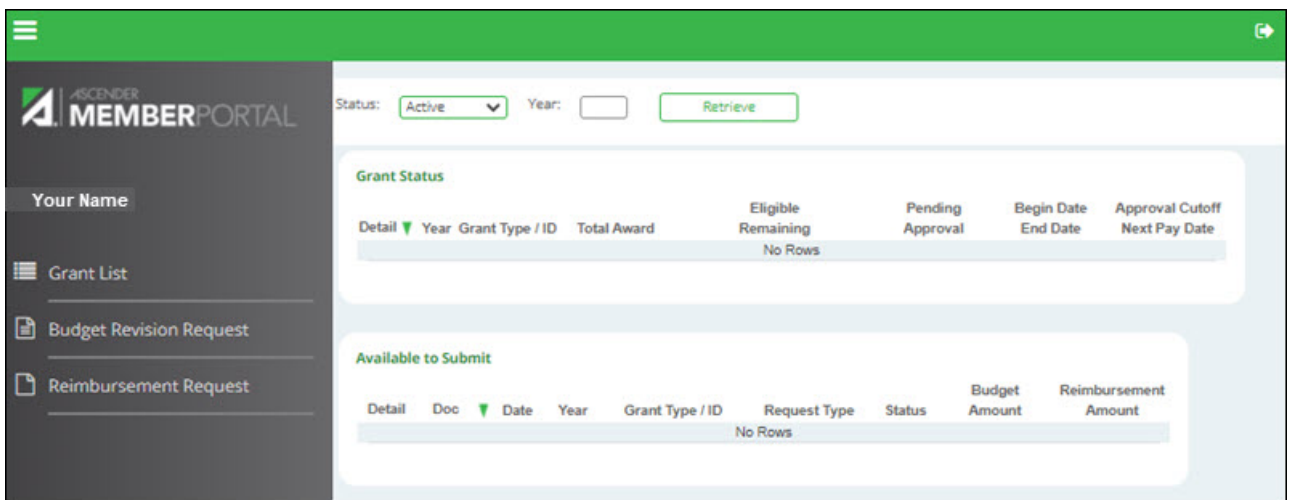 ASCENDER
MEMBERPORTAL
Your Name
Grant List
Budget Revision Request
Reimbursement Request
Status: Active Year: Retrieve
Grant Status
Detail Year Grant Type / ID Total Award Eligible Remaining Pending Approval Begin Date End Date Approval Cutoff Next Pay Date
No Rows
Available to Submit
Detail Doc Date Year Grant Type / ID Request Type Status Budget Amount Reimbursement Amount
No Rows